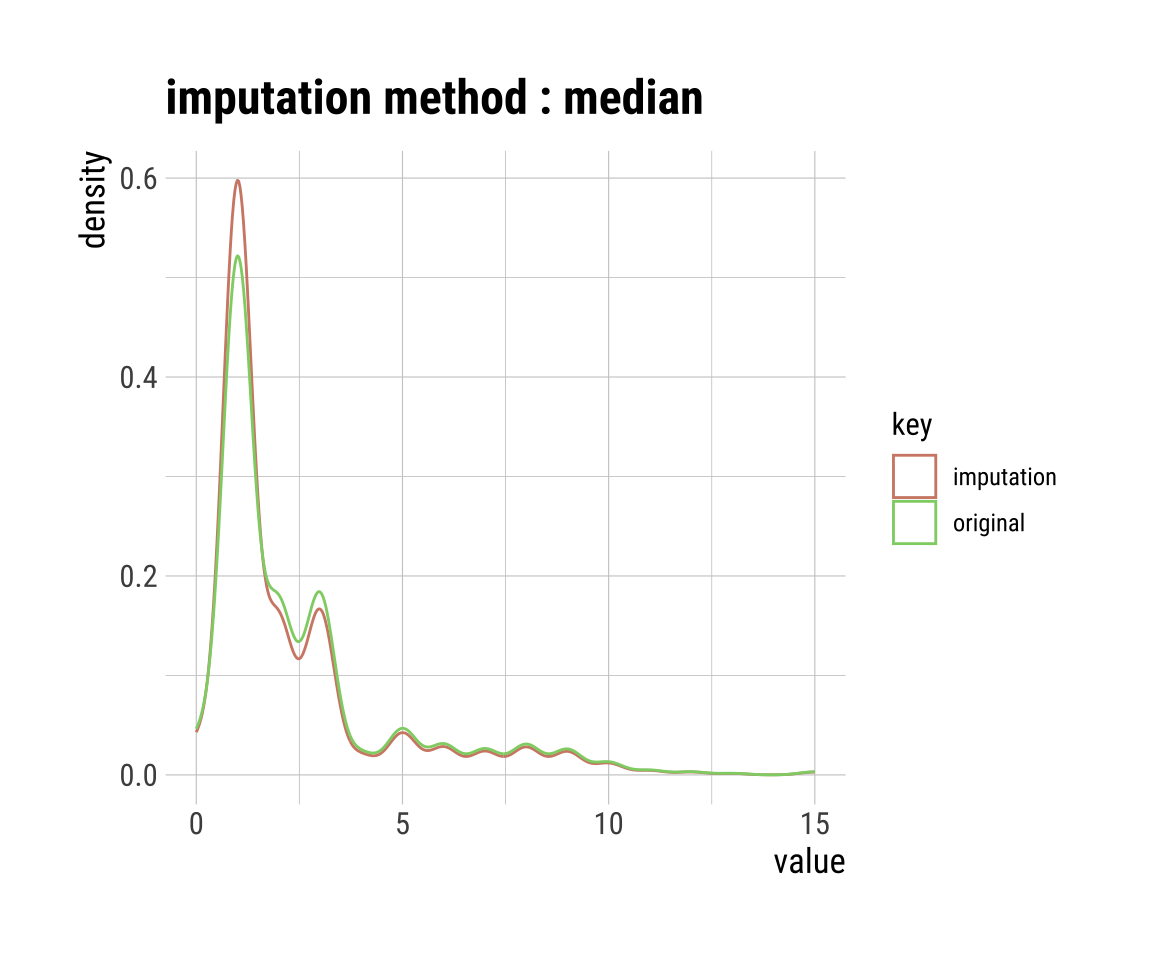 imputation method : median
density
0.6
0.4
0.2
0.0
0
5
10
15
value
key
imputation
original